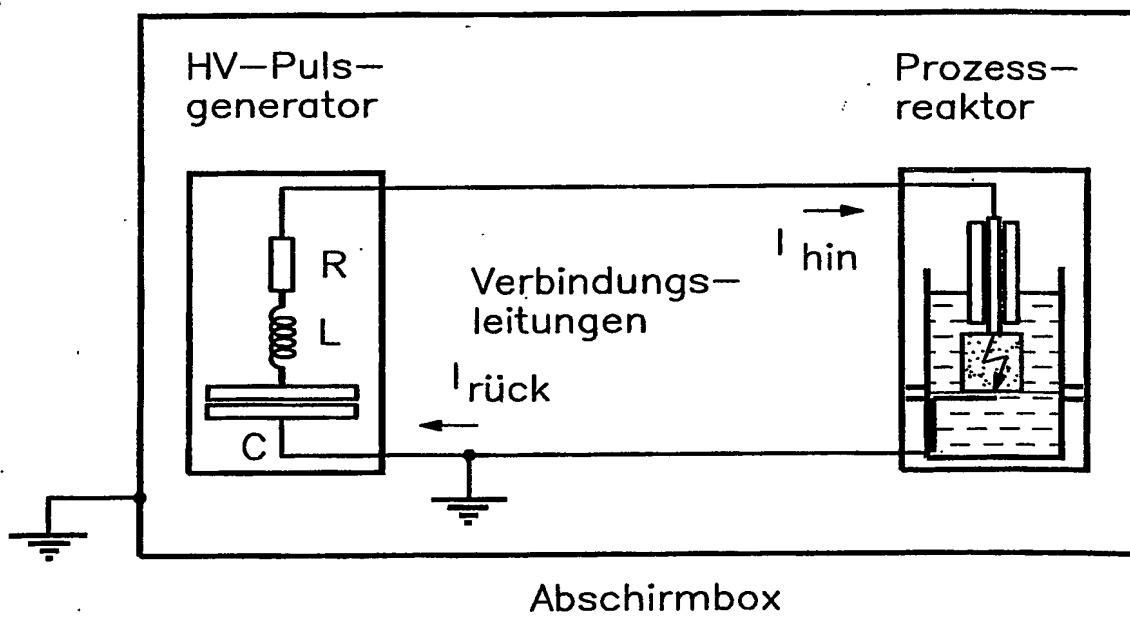 HV–Puls–
generator
Prozess–
reaktor
R
L
C
I hin
Verbindungs–
leitungen
I rück
Abschirmbox